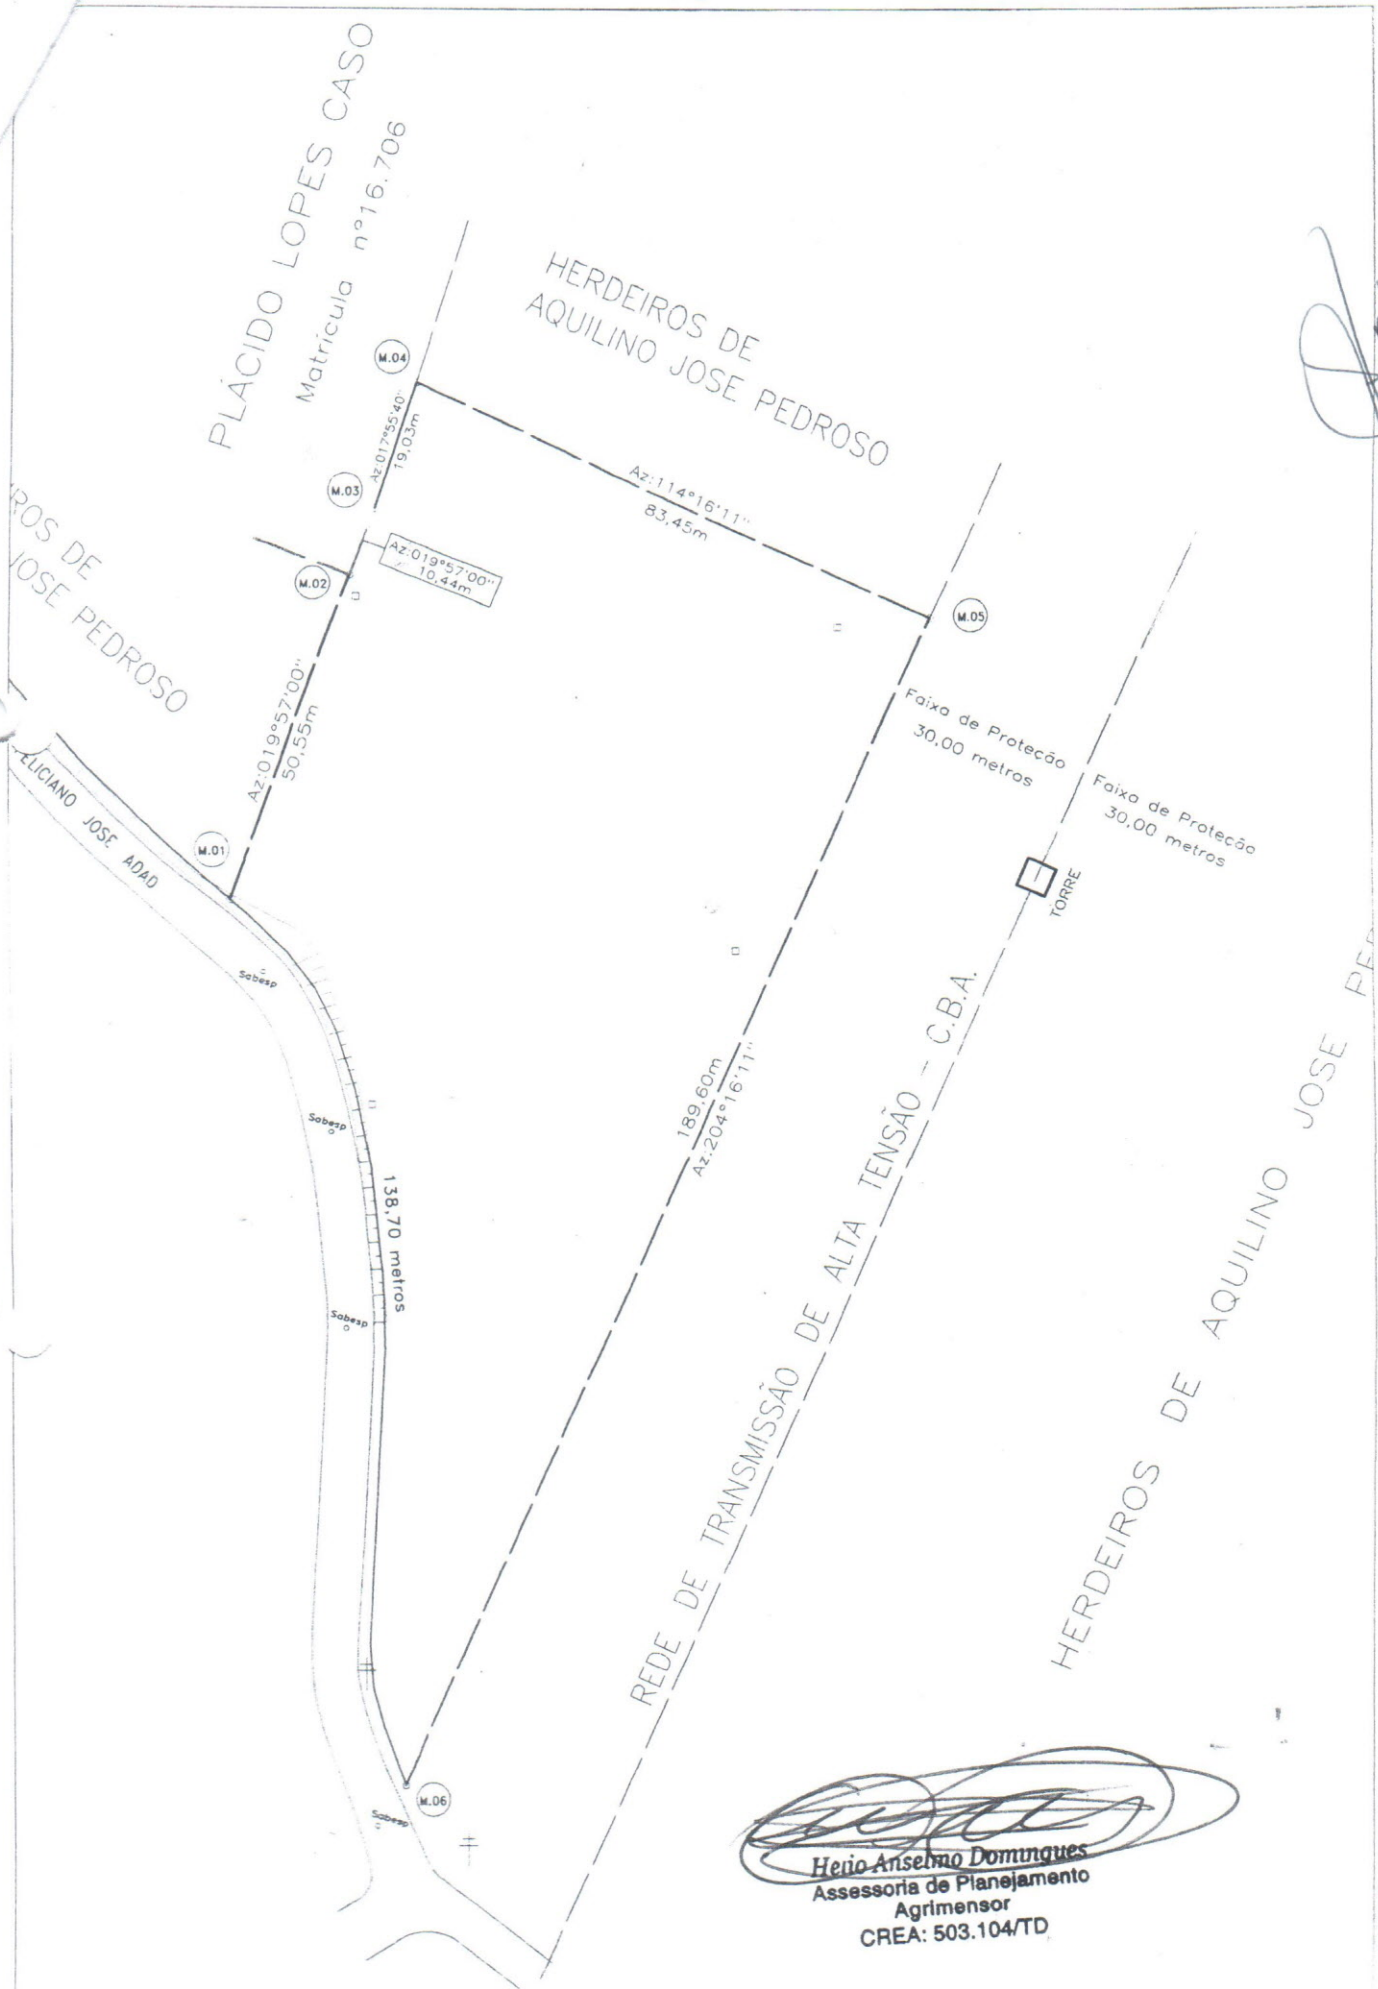 PLÁCIDO LOPES CASO
Matrícula nº16.706
HERDEIROS DE
AQUILINO JOSE PEDROSO
M.04
Az:017°55'40"
19,03m
M.03
Az:114°16'11"
83,45m
ROS DE
JOSE PEDROSO
Az:019°57'00"
10,44m
M.02
M.05
Az:019°57'00"
50,55m
Faixa de Proteção
30,00 metros
Faixa de Proteção
30,00 metros
ELICIANO JOSE ADAO
M.01
TORRE
Sabesp
Sabesp
138,70 metros
Sabesp
189,60m
Az:204°16'11"
REDE DE TRANSMISSÃO DE ALTA TENSÃO - C.B.A.
HERDEIROS DE AQUILINO JOSE PE
M.06
Sabesp
Helio Anselmo Domingues
Assessoria de Planejamento
Agrimensor
CREA: 503.104/TD